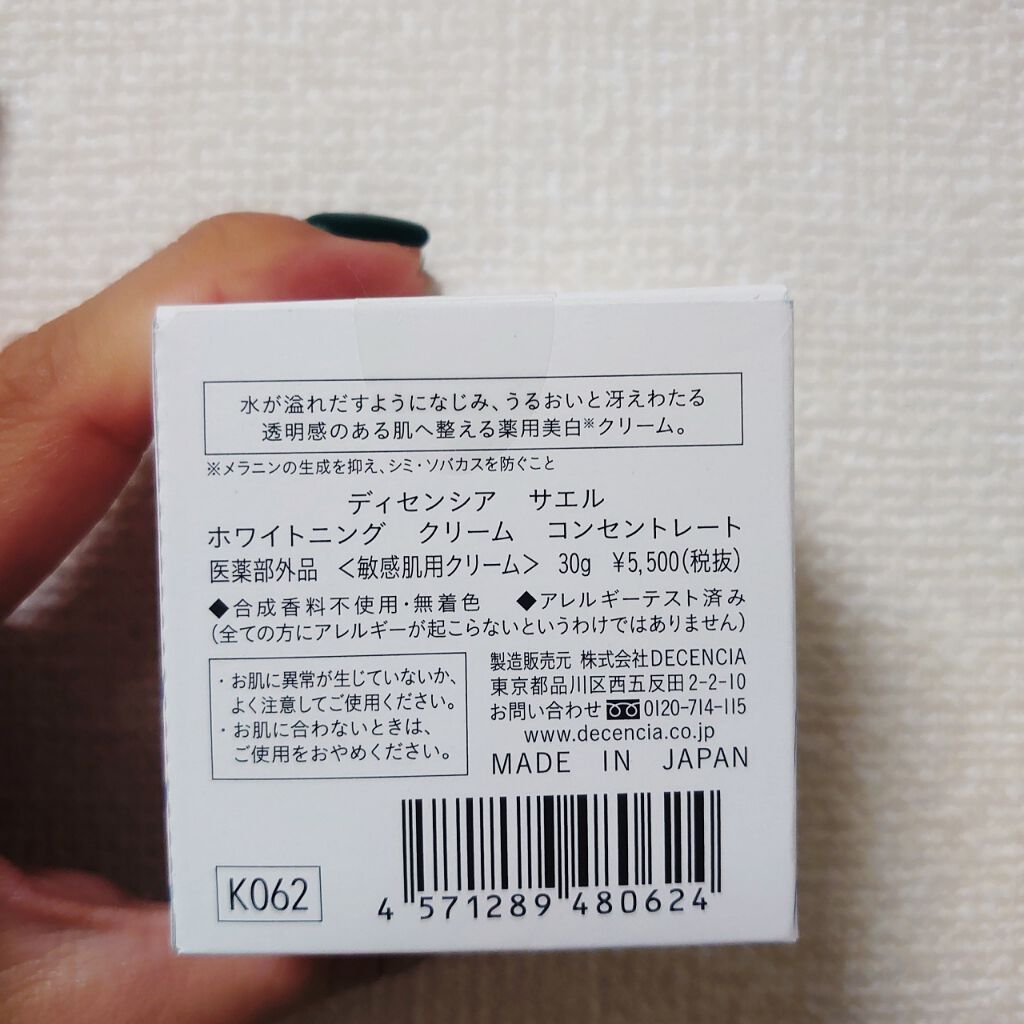 水が溢れだすようになじみ、うるおいと冴えわたる
透明感のある肌へ整える薬用美白※クリーム。
※メラニンの生成を抑え、シミ・ソバカスを防ぐこと
ディセンシア サエル
ホワイトニング クリーム コンセントレート
医薬部外品 <敏感肌用クリーム> 30g ¥5,500(税抜)
◆合成香料不使用・無着色 ◆アレルギーテスト済み
(全ての方にアレルギーが起こらないというわけではありません)
・お肌に異常が生じていないか、
よく注意してご使用ください。
・お肌に合わないときは、
ご使用をおやめください。
製造販売元 株式会社DECENCIA
東京都品川区西五反田2-2-10
お問い合わせ 0120-714-115
www.decencia.co.jp
MADE IN JAPAN
K062
4 571289 480624